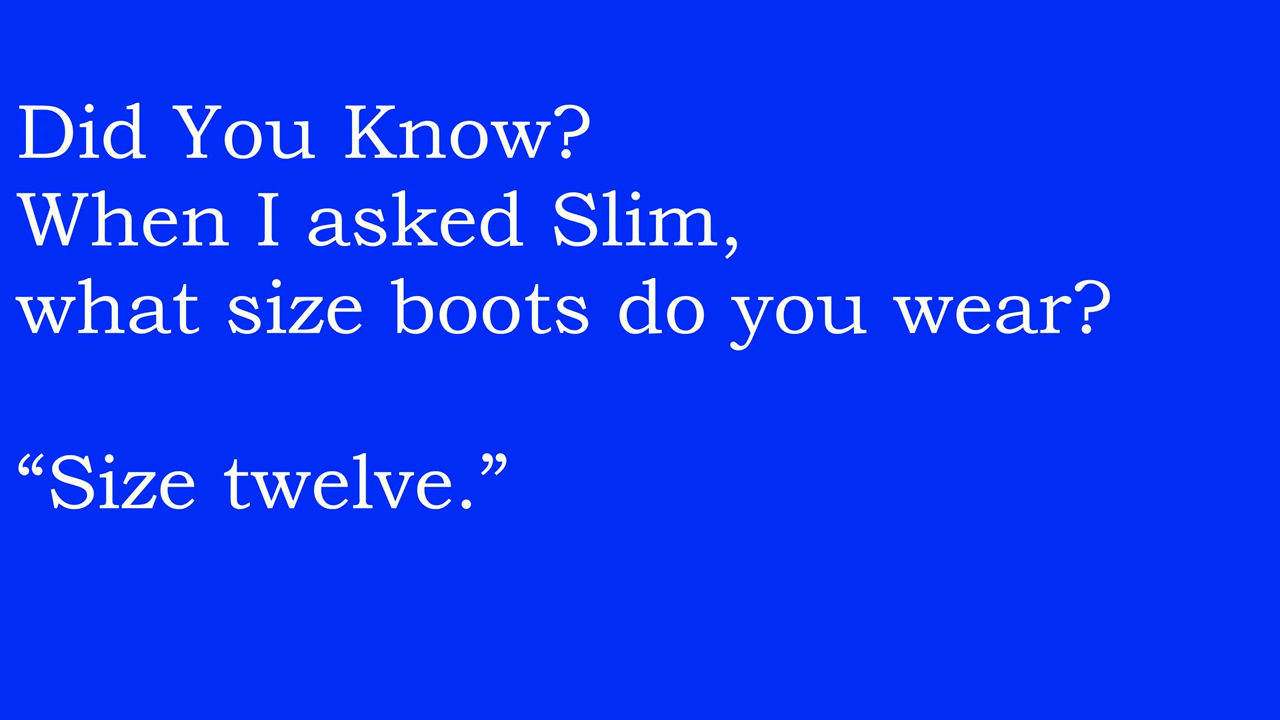 Did You Know?
When I asked Slim,
what size boots do you wear?
“Size twelve.”